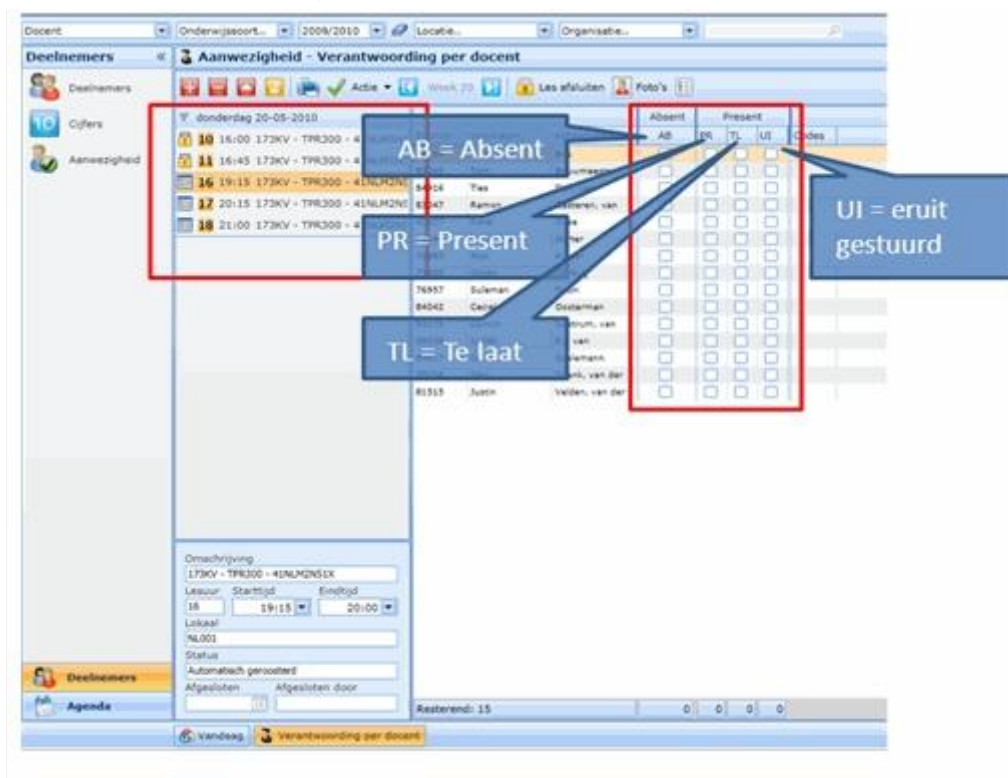 Docent
Onderwijssoort...
2009/2010
Locatie...
Organisatie...
Deelnemers «
Aanwezigheid - Verantwoording per docent
Deelnemers
Cijfers
Aanwezigheid
Actie
Week 20
Les afsluiten
Foto's
donderdag 20-05-2010
10 16:00 173KV - TPR300 - 4
11 16:45 173KV - TPR300 - 4
16 19:15 173KV - TPR300 - 41NLM2N5
17 20:15 173KV - TPR300 - 41NLM2N5
18 21:00 173KV - TPR300 - 4
Absent Present
AB PR TL UI Codes
AB = Absent
PR = Present
TL = Te laat
UI = eruit
gestuurd
Ties
Ramon
76957 Suleman
84042
Oosterman
van
van der
81515 Justin Velden, van der
Omschrijving
173KV - TPR300 - 41NLM2N51X
Lesuur Starttijd Eindtijd
16 19:15 20:00
Lokaal
NL001
Status
Automatisch geroosterd
Afgesloten Afgesloten door
Deelnemers
Agenda
Resterend: 15 0 0 0 0
Vandaag
Verantwoording per docent